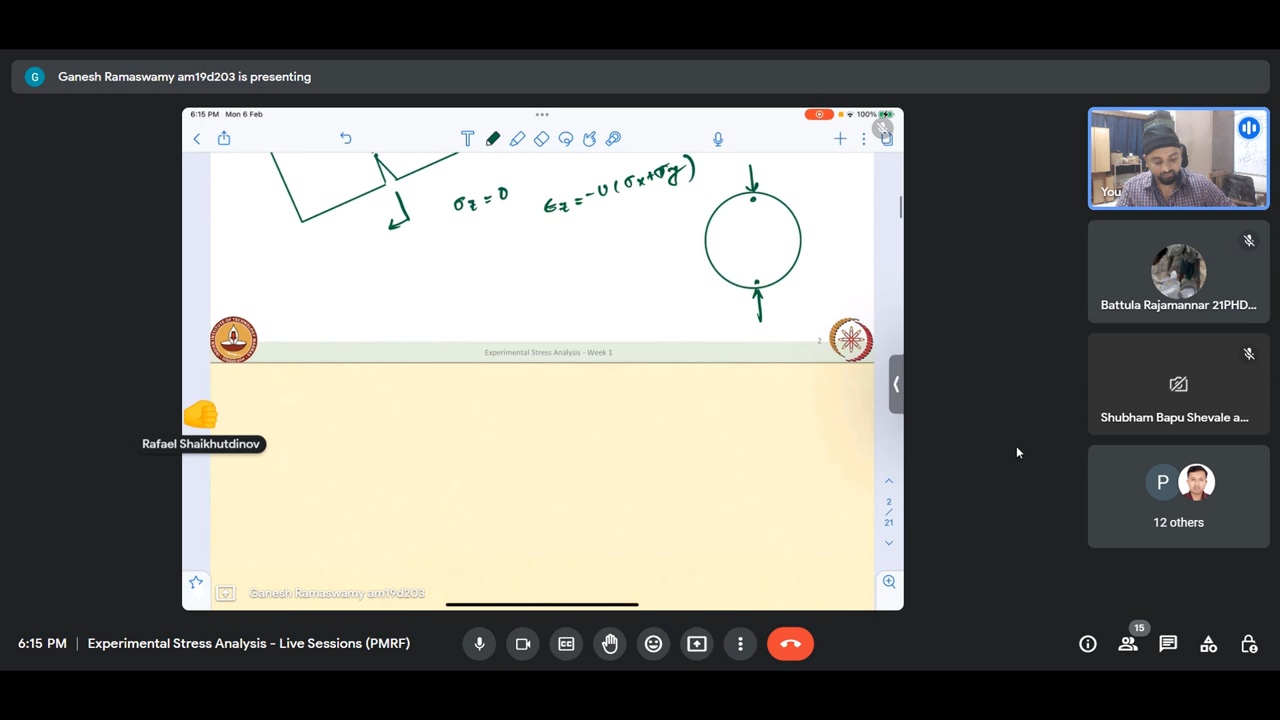 Ganesh Ramaswamy am19d203 is presenting
G
6:15 PM Mon 6 Feb
100%
T
σz = 0
εz = -υ(σx+σy)
2
Experimental Stress Analysis - Week 1
Rafael Shaikhutdinov
2
/
21
Ganesh Ramaswamy am19d203
You
Battula Rajamannar 21PHD...
Shubham Bapu Shevale a...
P
12 others
6:15 PM
Experimental Stress Analysis - Live Sessions (PMRF)
CC
15